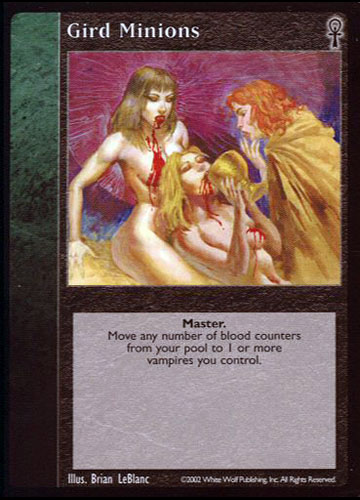 Gird Minions
Master.
Move any number of blood counters
from your pool to 1 or more
vampires you control.
Illus. Brian LeBlanc
©2002 White Wolf Publishing, Inc. All Rights Reserved.